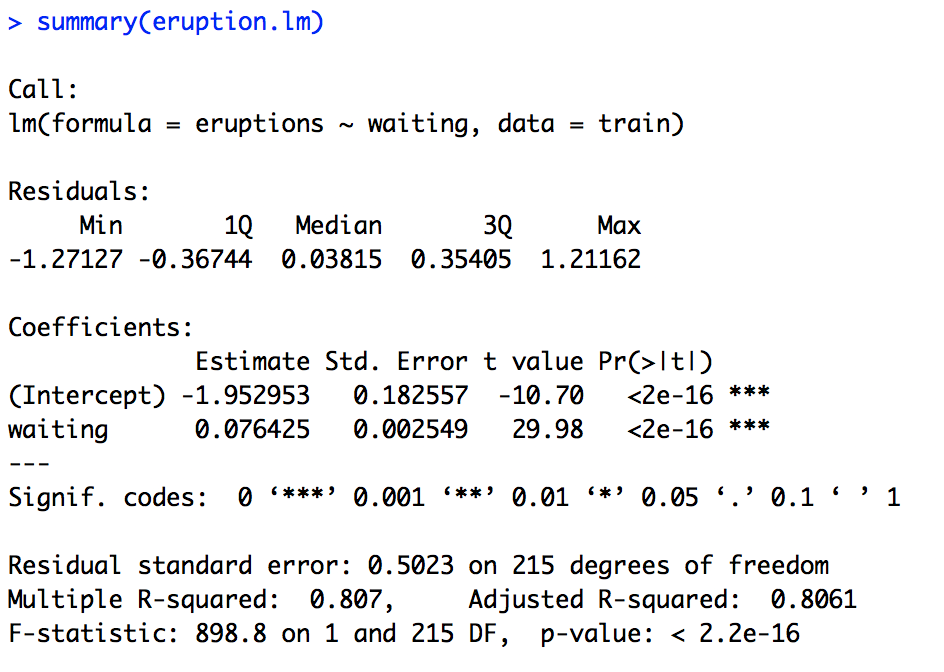 > summary(eruption.lm)
Call:
lm(formula = eruptions ~ waiting, data = train)
Residuals:
     Min       1Q   Median       3Q      Max
-1.27127 -0.36744  0.03815  0.35405  1.21162
Coefficients:
             Estimate Std. Error t value Pr(>|t|)
(Intercept) -1.952953   0.182557  -10.70   <2e-16 ***
waiting      0.076425   0.002549   29.98   <2e-16 ***
---
Signif. codes:  0 ‘***’ 0.001 ‘**’ 0.01 ‘*’ 0.05 ‘.’ 0.1 ‘ ’ 1
Residual standard error: 0.5023 on 215 degrees of freedom
Multiple R-squared:  0.807,	Adjusted R-squared:  0.8061
F-statistic: 898.8 on 1 and 215 DF,  p-value: < 2.2e-16